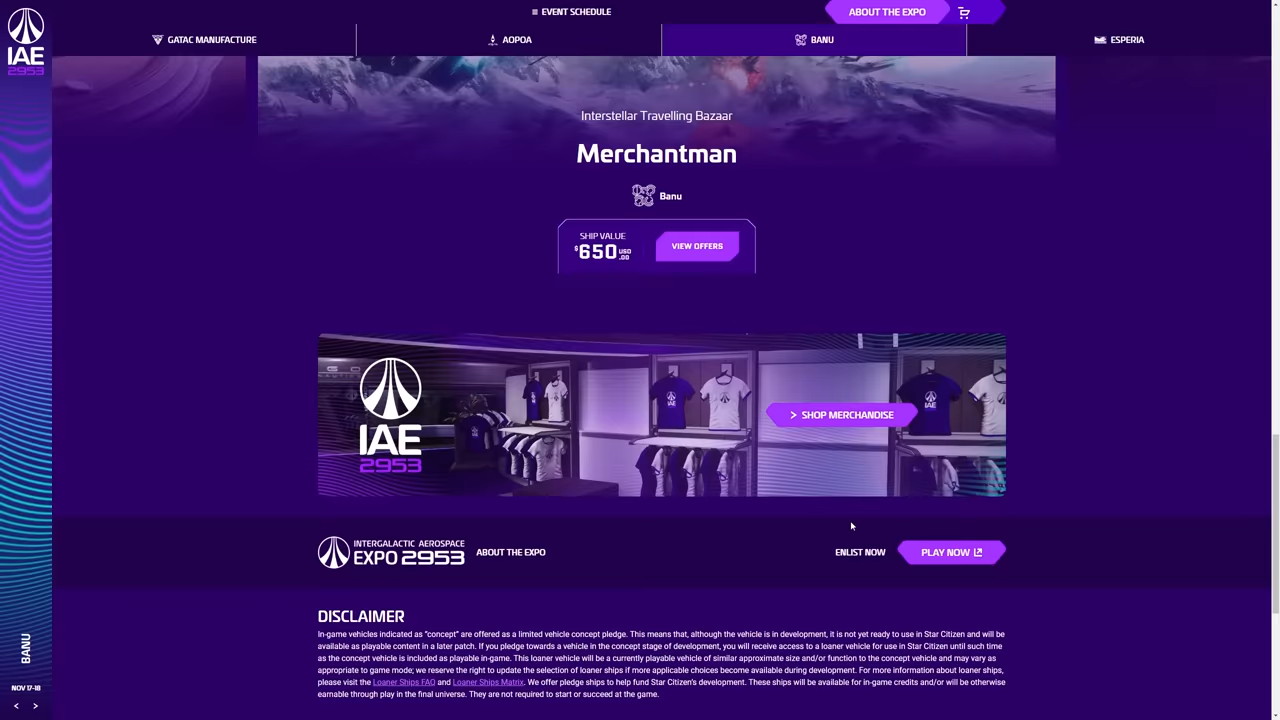 IAE
2953
EVENT SCHEDULE
ABOUT THE EXPO
GATAC MANUFACTURE
AOPOA
BANU
ESPERIA
Interstellar Travelling Bazaar
Merchantman
Banu
SHIP VALUE
$650 USD .00
VIEW OFFERS
IAE
2953
IAE
IAE
SHOP MERCHANDISE
INTERGALACTIC AEROSPACE
EXPO 2953
ABOUT THE EXPO
ENLIST NOW
PLAY NOW
DISCLAIMER
In-game vehicles indicated as “concept” are offered as a limited vehicle concept pledge. This means that, although the vehicle is in development, it is not yet ready to use in Star Citizen and will be
available as playable content in a later patch. If you pledge towards a vehicle in the concept stage of development, you will receive access to a loaner vehicle for use in Star Citizen until such time
as the concept vehicle is included as playable in-game. This loaner vehicle will be a currently playable vehicle of similar approximate size and/or function to the concept vehicle and may vary as
appropriate to game mode; we reserve the right to update the selection of loaner ships if more applicable choices become available during development. For more information about loaner ships,
please visit the Loaner Ships FAQ and Loaner Ships Matrix. We offer pledge ships to help fund Star Citizen's development. These ships will be available for in-game credits and/or will be otherwise
earnable through play in the final universe. They are not required to start or succeed at the game.
BANU
NOV 17-18